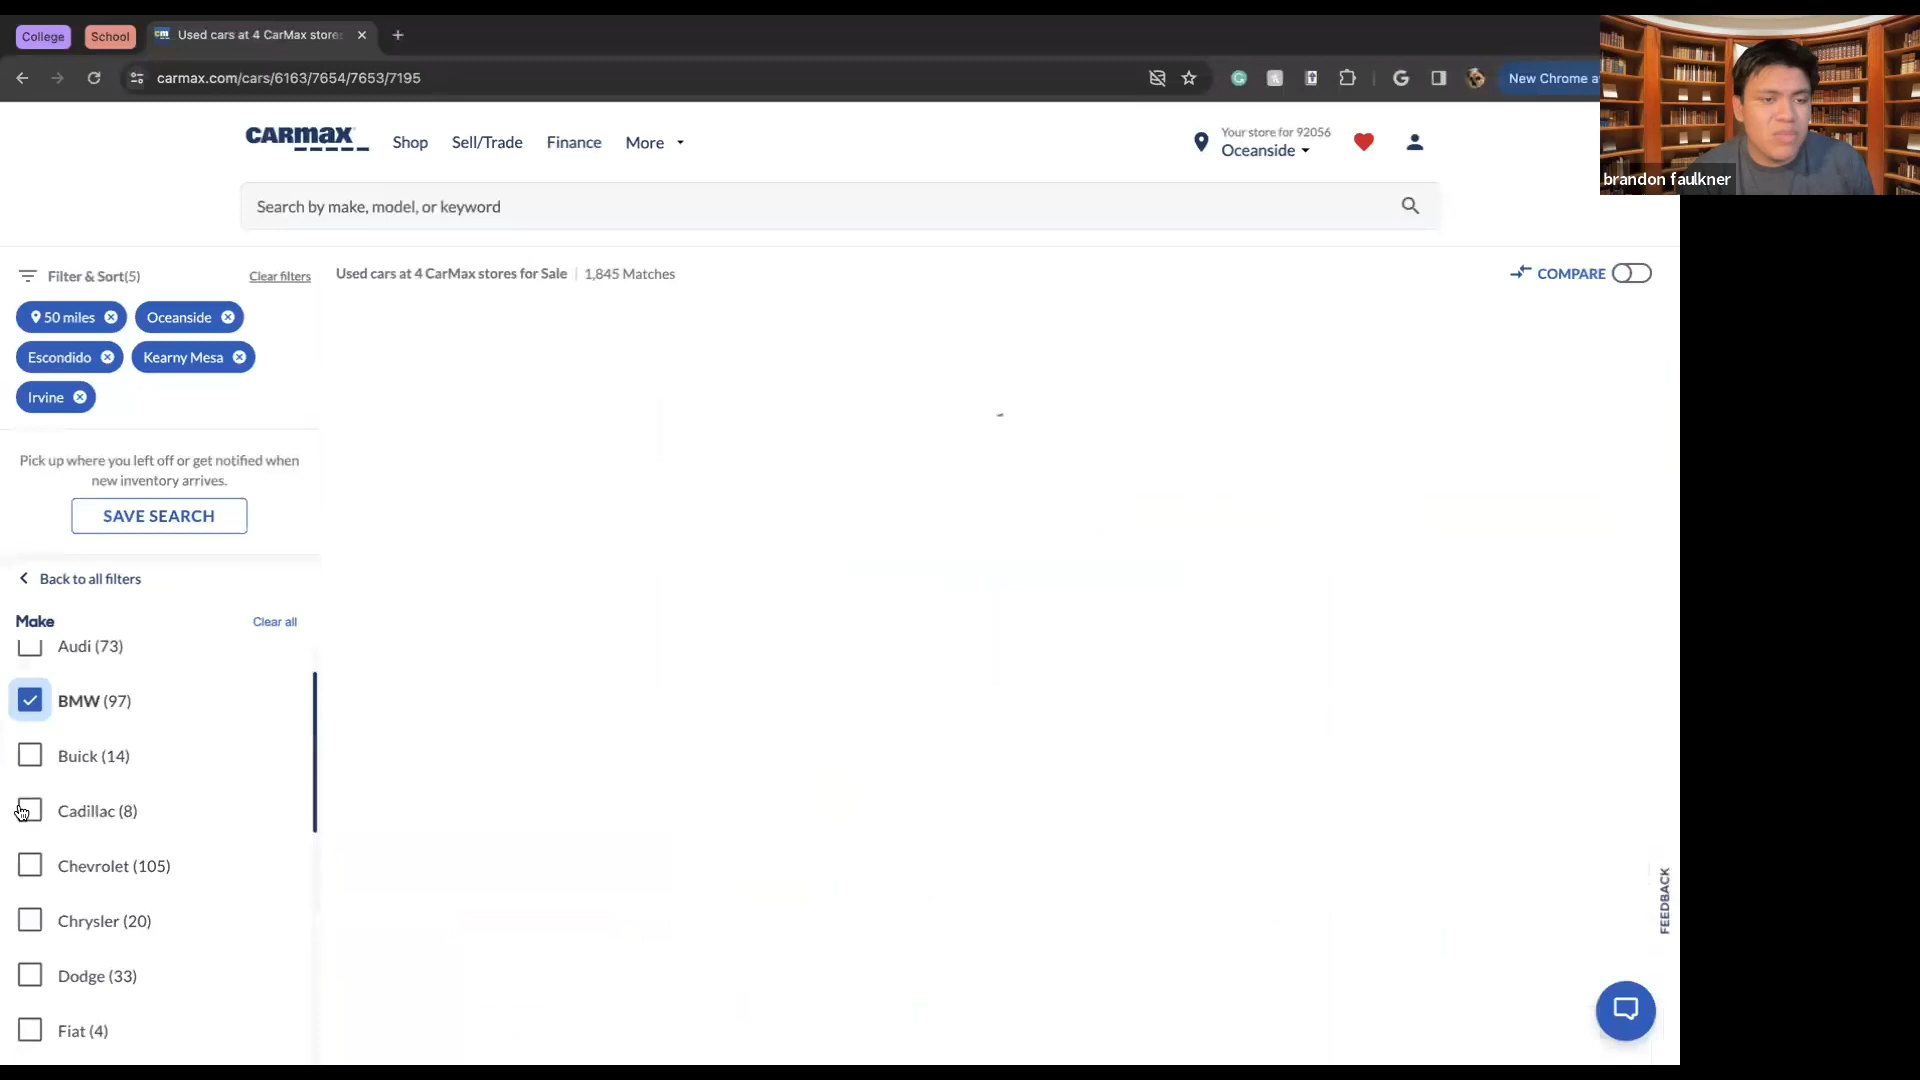 College
School
cm
Used cars at 4 CarMax store
carmax.com/cars/6163/7654/7653/7195
New Chrome a
brandon faulkner
CARMAX
Shop
Sell/Trade
Finance
More
Your store for 92056
Oceanside
Search by make, model, or keyword
Filter & Sort(5)
Clear filters
50 miles
Oceanside
Escondido
Kearny Mesa
Irvine
Used cars at 4 CarMax stores for Sale | 1,845 Matches
COMPARE
Pick up where you left off or get notified when
new inventory arrives.
SAVE SEARCH
Back to all filters
Make
Clear all
Audi (73)
BMW (97)
Buick (14)
Cadillac (8)
Chevrolet (105)
Chrysler (20)
Dodge (33)
Fiat (4)
FEEDBACK